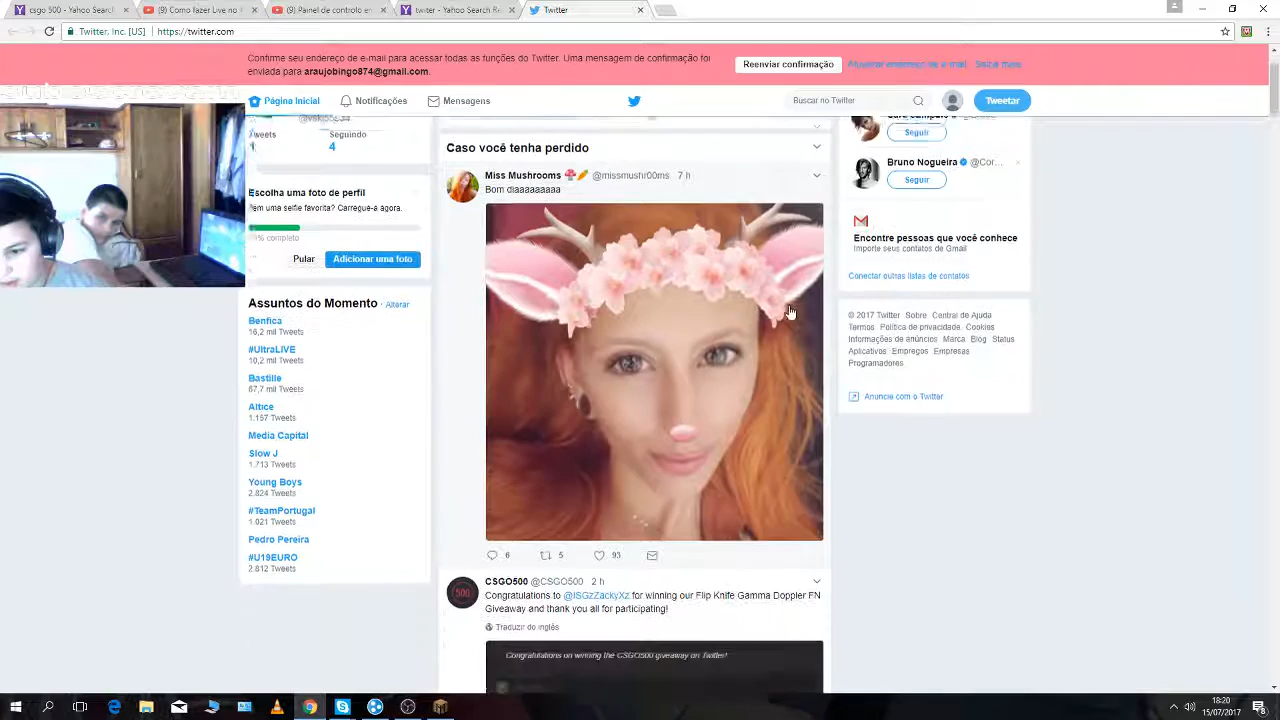 csgo 500 - Yahoo Search
(9) Como fazer Live no
(9) Painel de controlo
twitter - Yahoo Search Re
Twitter
Twitter, Inc. [US] | https://twitter.com
Confirme seu endereço de e-mail para acessar todas as funções do Twitter. Uma mensagem de confirmação foi
enviada para araujobingo874@gmail.com.
Reenviar confirmação
Página Inicial
Notificações
Mensagens
Buscar no Twitter
Tweetar
Tweets
Seguindo
4
Escolha uma foto de perfil
Tem uma selfie favorita? Carregue-a agora.
% completo
Pular
Adicionar uma foto
Assuntos do Momento · Alterar
Benfica
16,2 mil Tweets
#UltraLIVE
10,2 mil Tweets
Bastille
67,7 mil Tweets
Altice
1.157 Tweets
Media Capital
Slow J
1.713 Tweets
Young Boys
2.824 Tweets
#TeamPortugal
1.021 Tweets
Pedro Pereira
#U19EURO
2.812 Tweets
Caso você tenha perdido
Miss Mushrooms @missmushr00ms 7 h
Bom diaaaaaaaaa
6 5 93
CSGO500 @CSGO500 2 h
Congratulations to @ISGzZackyXz for winning our Flip Knife Gamma Doppler FN
Giveaway and thank you all for participating!
Traduzir do inglês
Congratulations on winning the CSGO500 giveaway on Twitter!
Seguir
Bruno Nogueira @Cor...
Seguir
Encontre pessoas que você conhece
Importe seus contatos de Gmail
Conectar outras listas de contatos
© 2017 Twitter Sobre Central de Ajuda
Termos Política de privacidade Cookies
Informações de anúncios Marca Blog Status
Aplicativos Empregos Empresas
Programadores
Anuncie com o Twitter
500
18:20
15/07/2017